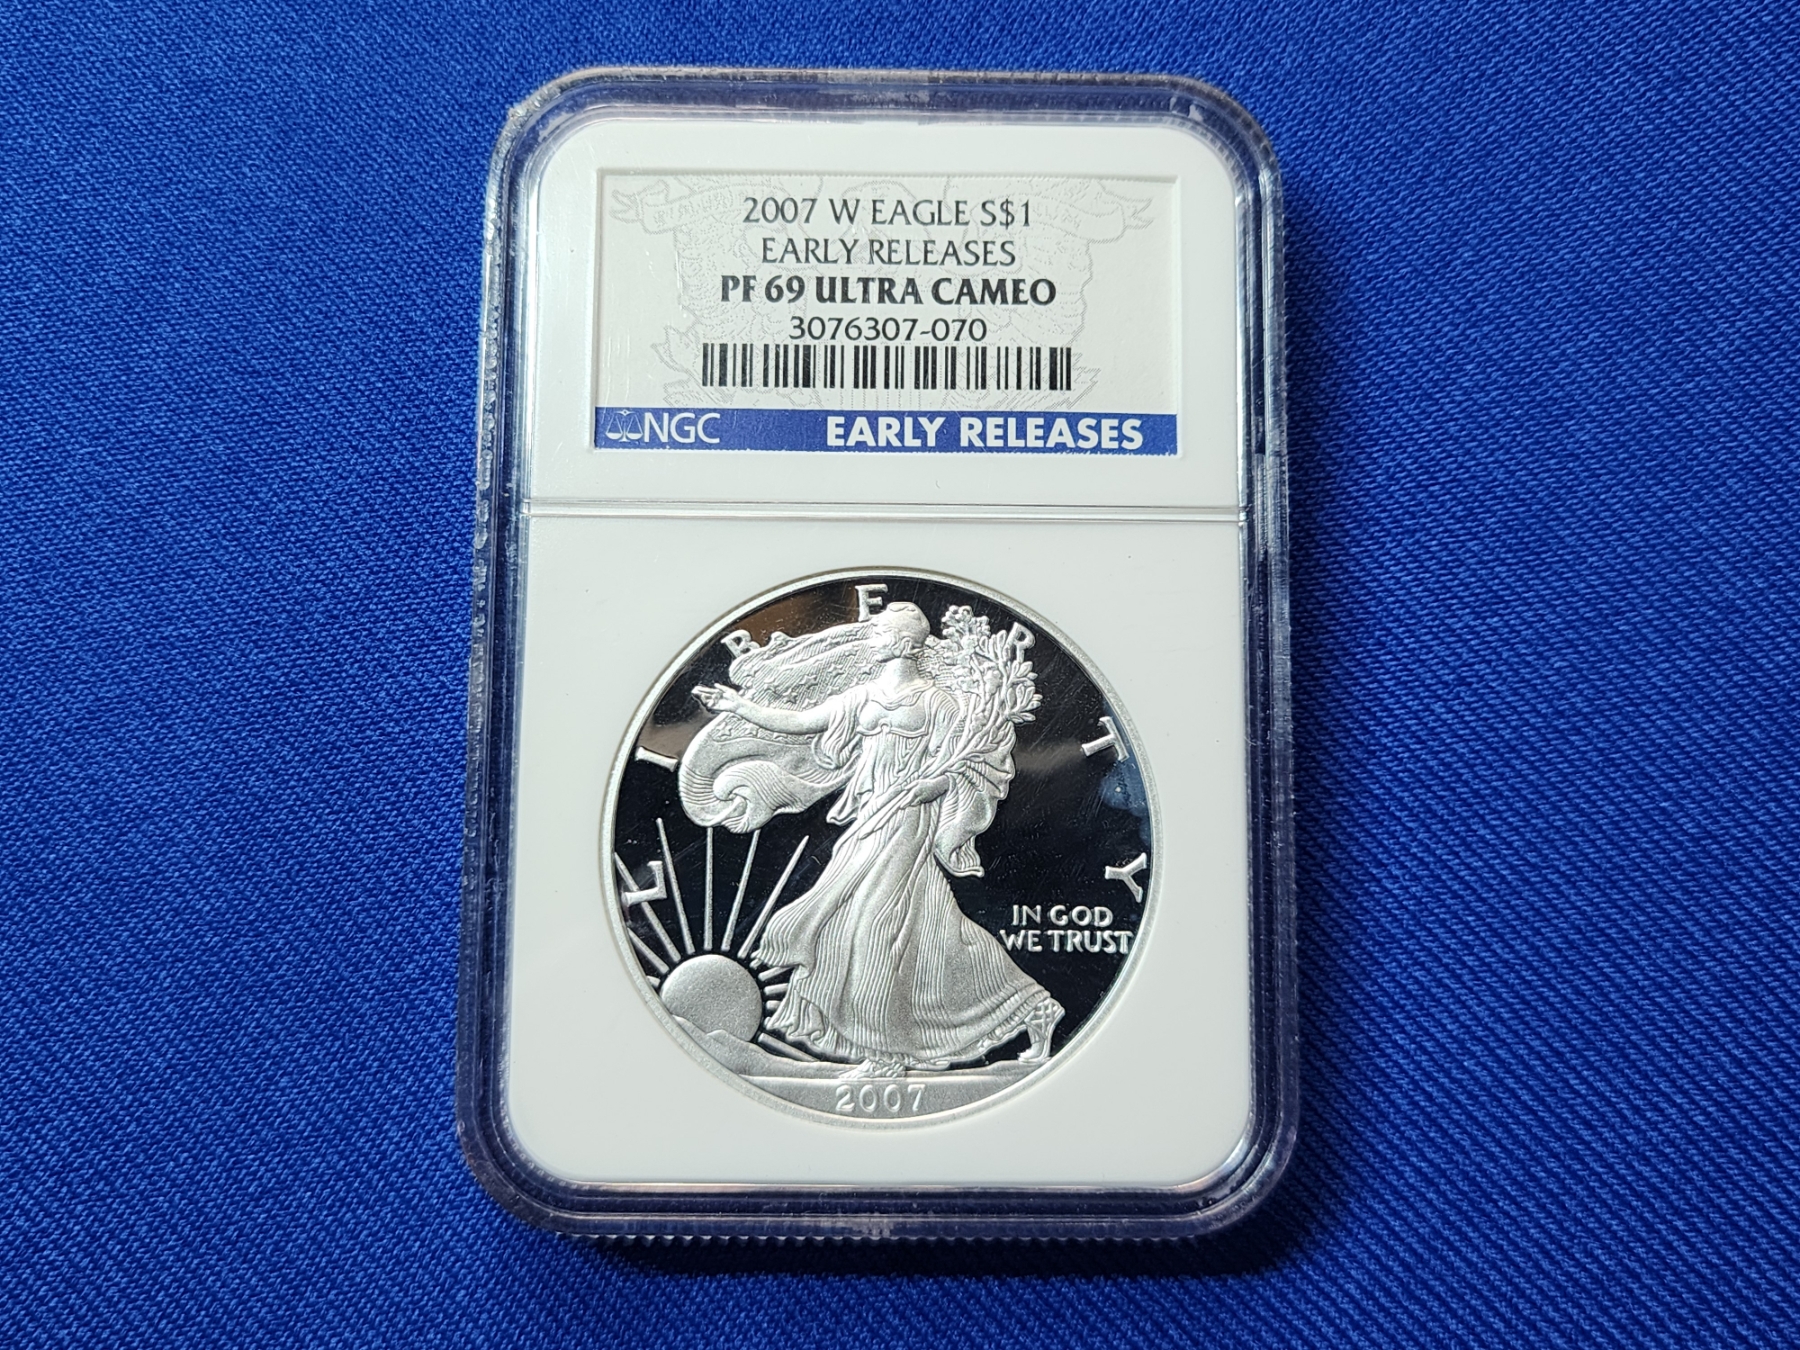 2007 W EAGLE S$1
EARLY RELEASES
PF 69 ULTRA CAMEO
3076307-070
NGC EARLY RELEASES
LIBERTY
IN GOD
WE TRUST
2007